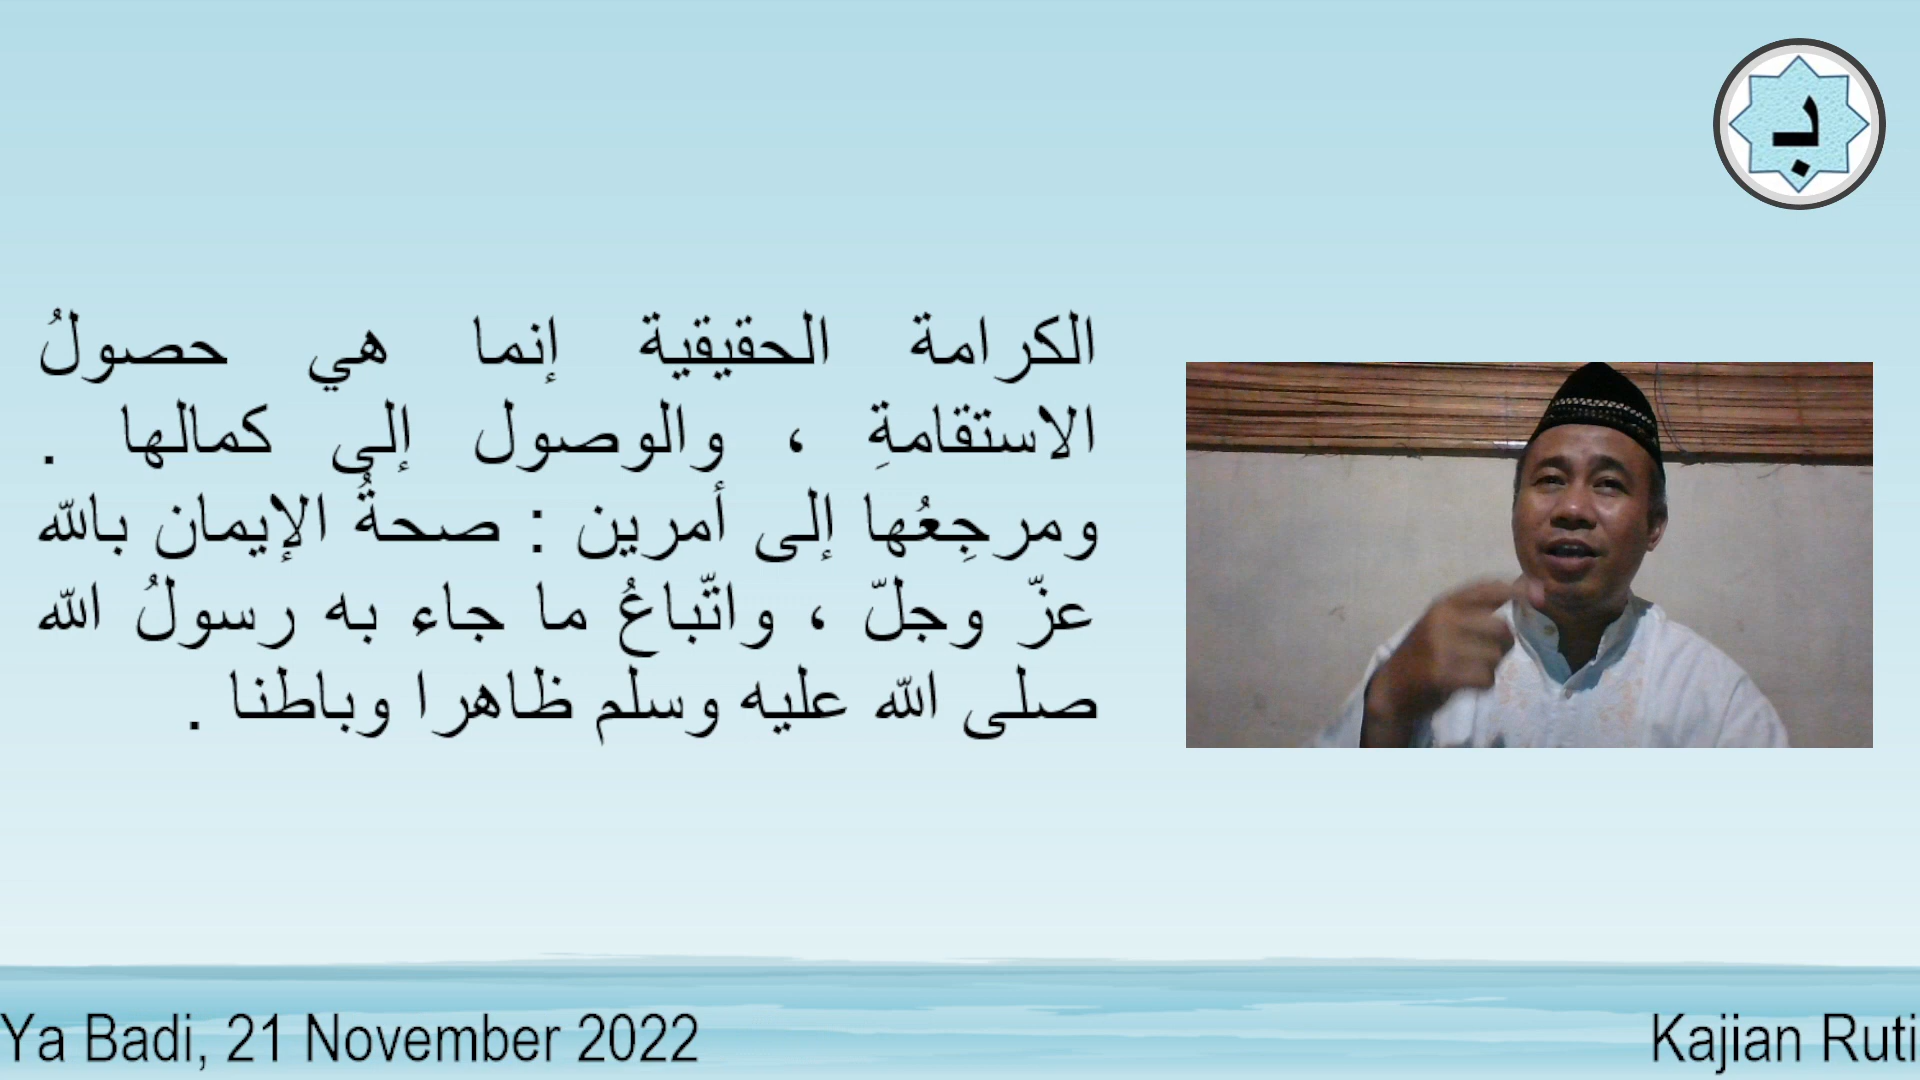 الكرامة الحقيقية إنما هي حصولُ
الاستقامةِ ، والوصول إلى كمالها .
ومرجِعُها إلى أمرين : صحةُ الإيمان بالله
عزّ وجلّ ، واتّباعُ ما جاء به رسولُ الله
صلى الله عليه وسلم ظاهرا وباطنا .
Ya Badi, 21 November 2022
Kajian Ruti